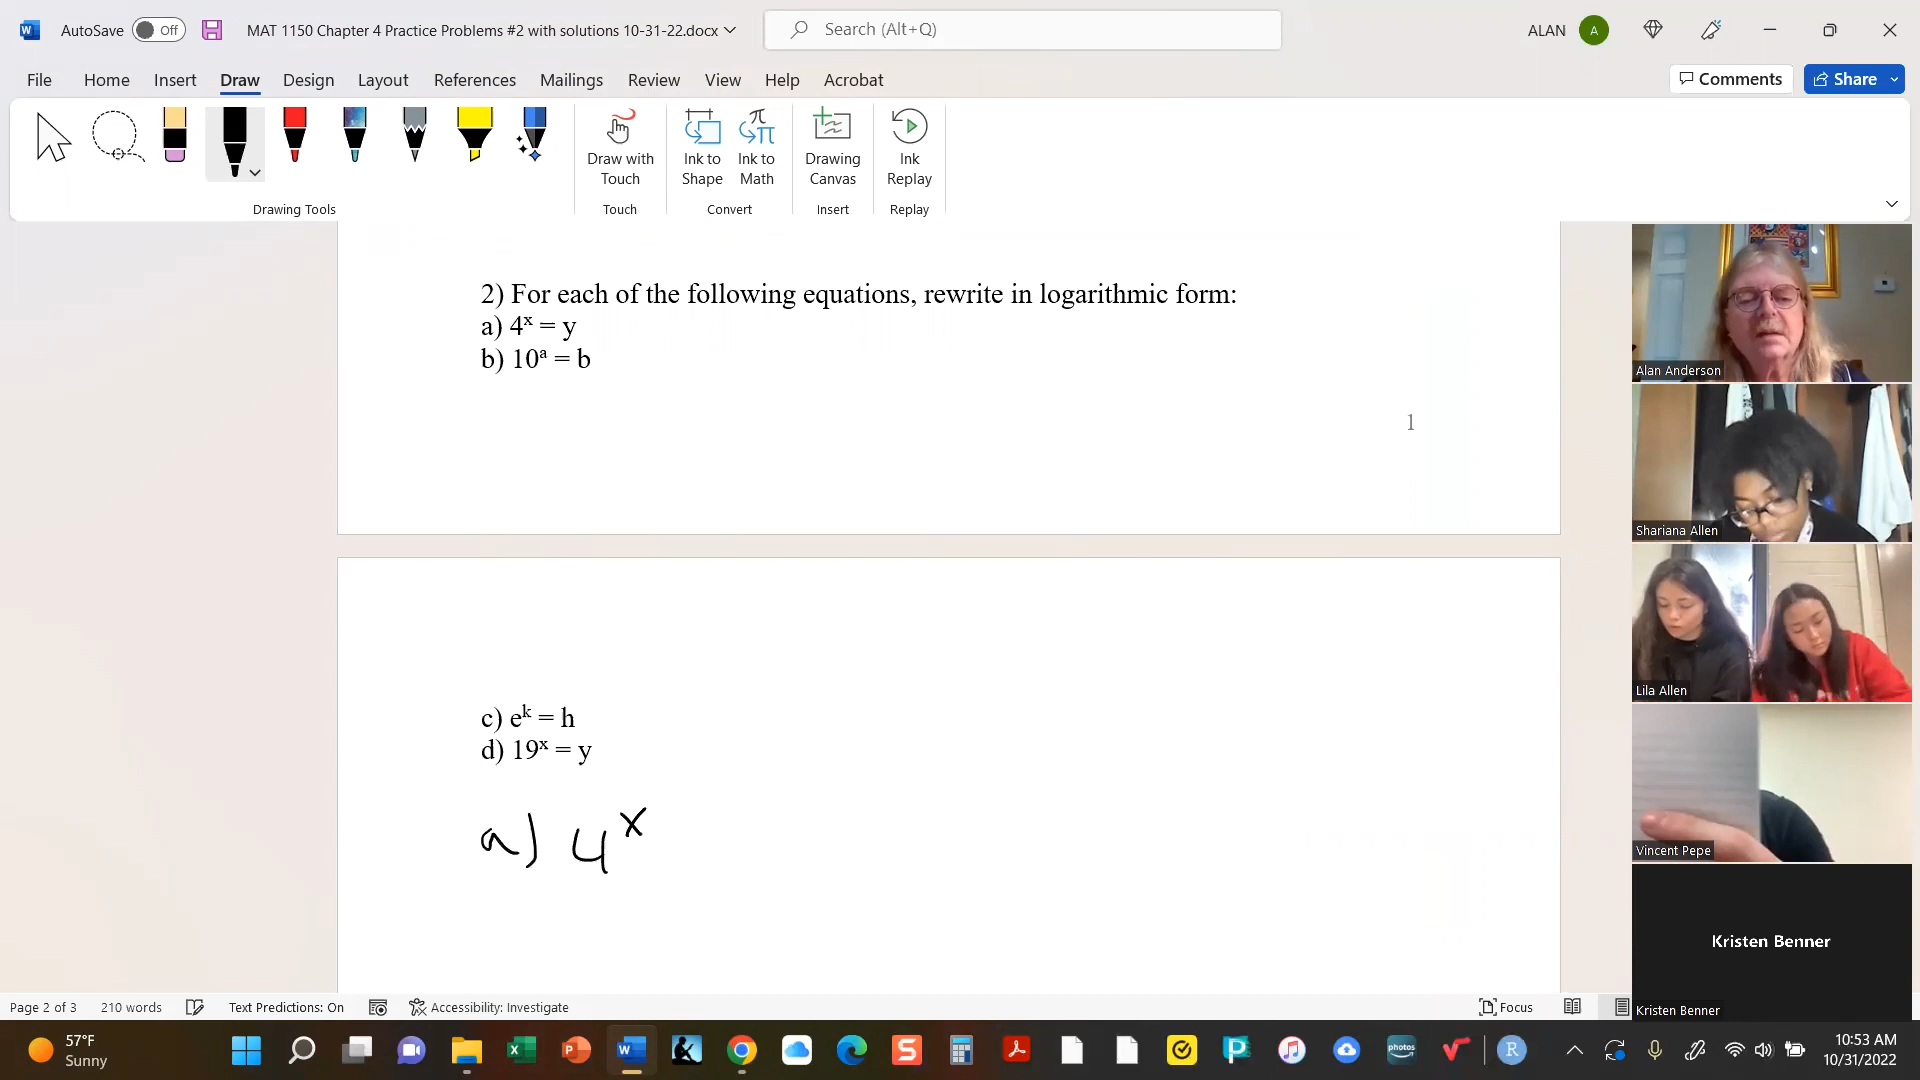 AutoSave Off MAT 1150 Chapter 4 Practice Problems #2 with solutions 10-31-22.docx Search (Alt+Q) ALAN A
File Home Insert Draw Design Layout References Mailings Review View Help Acrobat Comments Share
Draw with Touch
Ink to Shape
Ink to Math
Drawing Canvas
Ink Replay
Drawing Tools Touch Convert Insert Replay
2) For each of the following equations, rewrite in logarithmic form:
a) 4ˣ = y
b) 10ᵃ = b
1
c) eᵏ = h
d) 19ˣ = y
a) 4ˣ
Alan Anderson
Shariana Allen
Lila Allen
Vincent Pepe
Kristen Benner
Kristen Benner
Page 2 of 3 210 words Text Predictions: On Accessibility: Investigate Focus
57°F
Sunny
photos
10:53 AM
10/31/2022